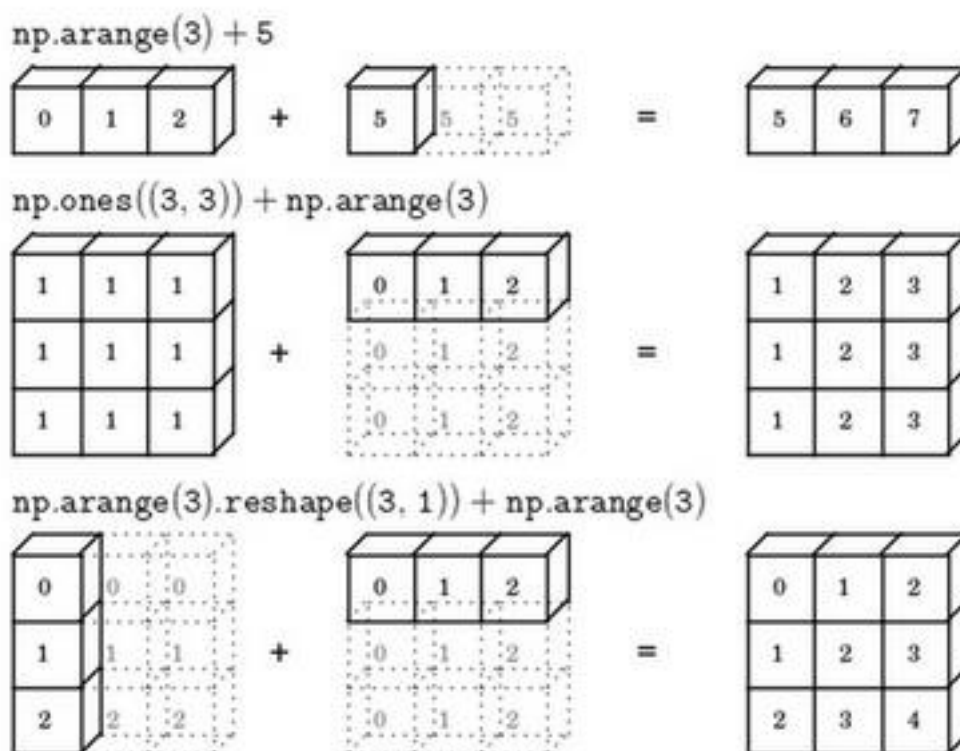 np.arange(3) + 5
0 1 2 + 5 5 5 = 5 6 7
np.ones((3, 3)) + np.arange(3)
1 1 1 0 1 2 1 2 3
1 1 1 + 0 1 2 = 1 2 3
1 1 1 0 1 2 1 2 3
np.arange(3).reshape((3, 1)) + np.arange(3)
0 0 0 0 1 2 0 1 2
1 1 1 + 0 1 2 = 1 2 3
2 2 2 0 1 2 2 3 4